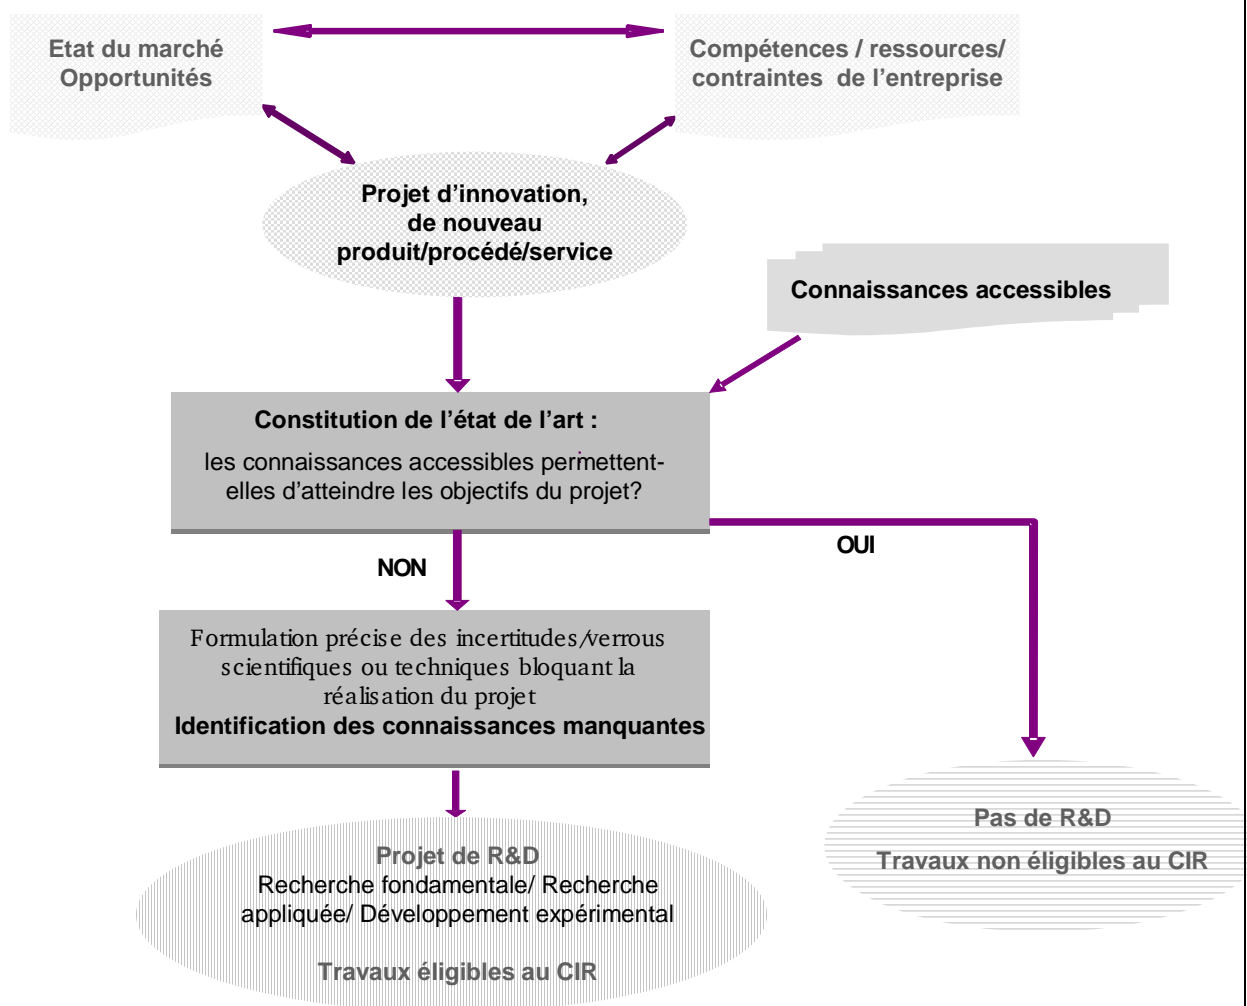 Etat du marché
Opportunités
Compétences / ressources/
contraintes de l’entreprise
Projet d’innovation,
de nouveau
produit/procédé/service
Connaissances accessibles
Constitution de l’état de l’art :
les connaissances accessibles permettent-
elles d’atteindre les objectifs du projet?
OUI
NON
Formulation précise des incertitudes/verrous
scientifiques ou techniques bloquant la
réalisation du projet
Identification des connaissances manquantes
Pas de R&D
Travaux non éligibles au CIR
Projet de R&D
Recherche fondamentale/ Recherche
appliquée/ Développement expérimental
Travaux éligibles au CIR